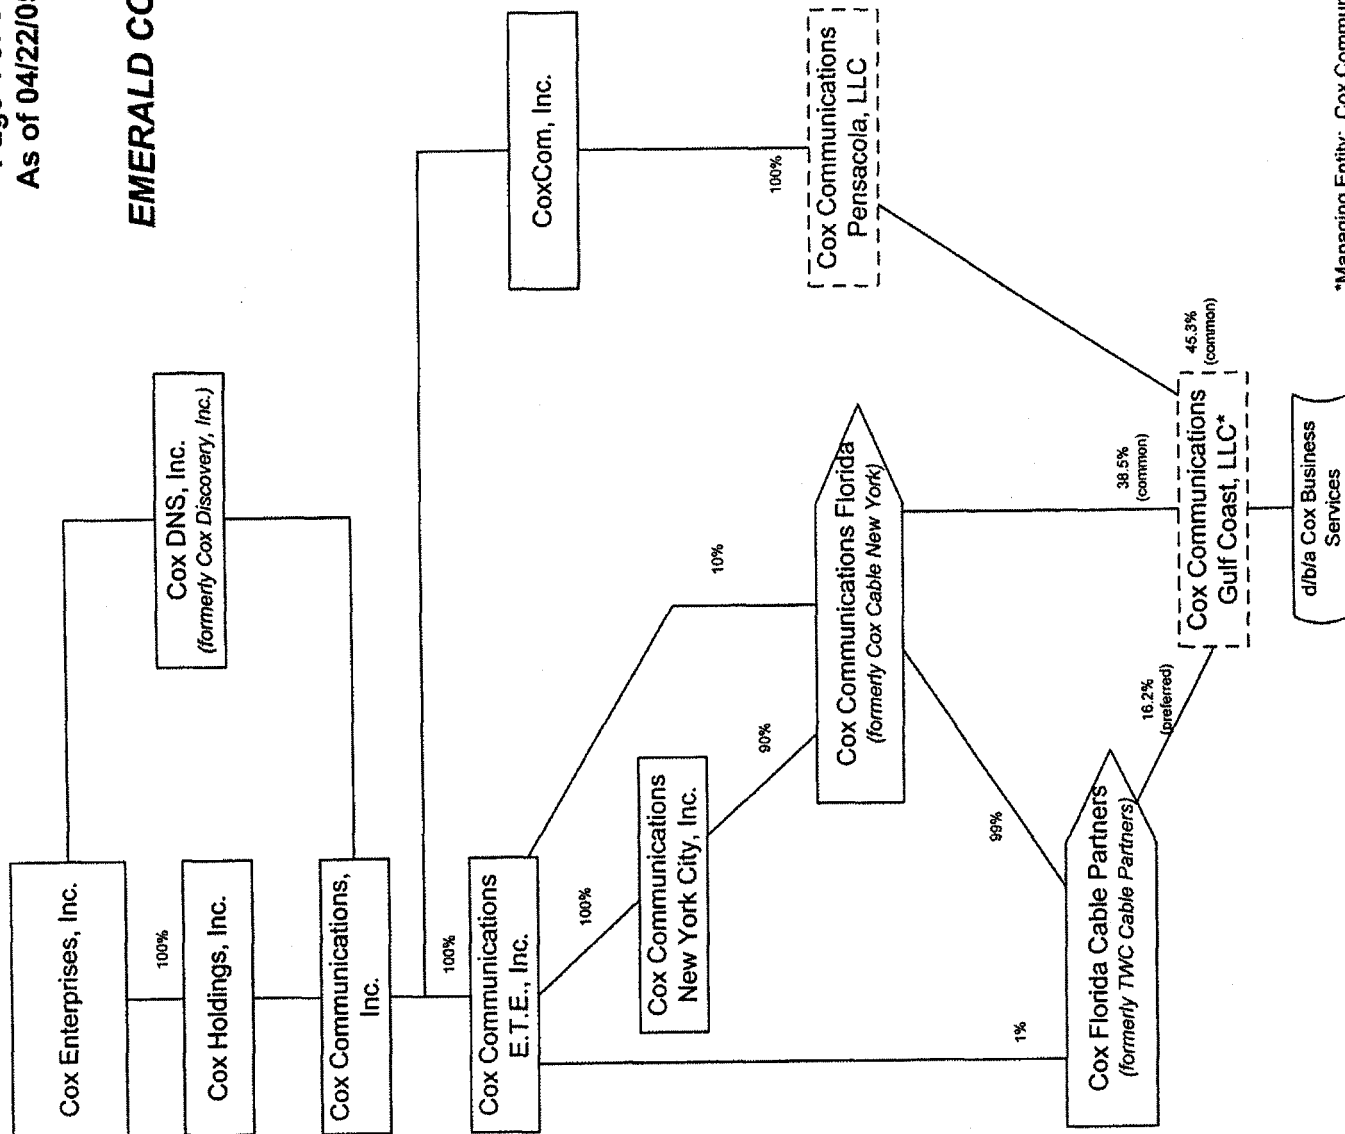 As of 04/22/05
EMERALD CO
Cox Enterprises, Inc.
100%
Cox Holdings, Inc.
Cox DNS, Inc.
(formerly Cox Discovery, Inc.)
Cox Communications,
Inc.
100%
Cox Communications
E.T.E., Inc.
CoxCom, Inc.
100%
Cox Communications
New York City, Inc.
90%
10%
100%
Cox Communications Florida
(formerly Cox Cable New York)
Cox Communications
Pensacola, LLC
1%
99%
Cox Florida Cable Partners
(formerly TWC Cable Partners)
16.2%
(preferred)
38.5%
(common)
45.3%
(common)
Cox Communications
Gulf Coast, LLC*
d/b/a Cox Business
Services
*Managing Entity: Cox Commun